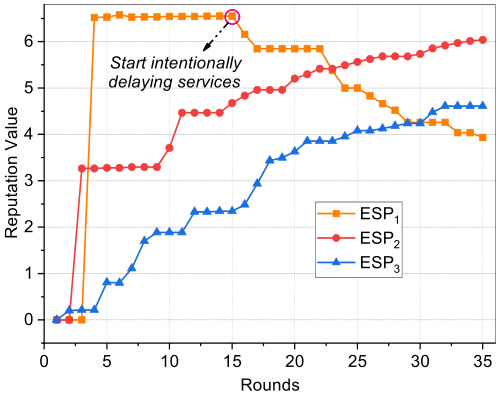 6
5
4
3
2
1
0
Reputation Value
Start intentionally
delaying services
ESP₁
ESP₂
ESP₃
0 5 10 15 20 25 30 35
Rounds